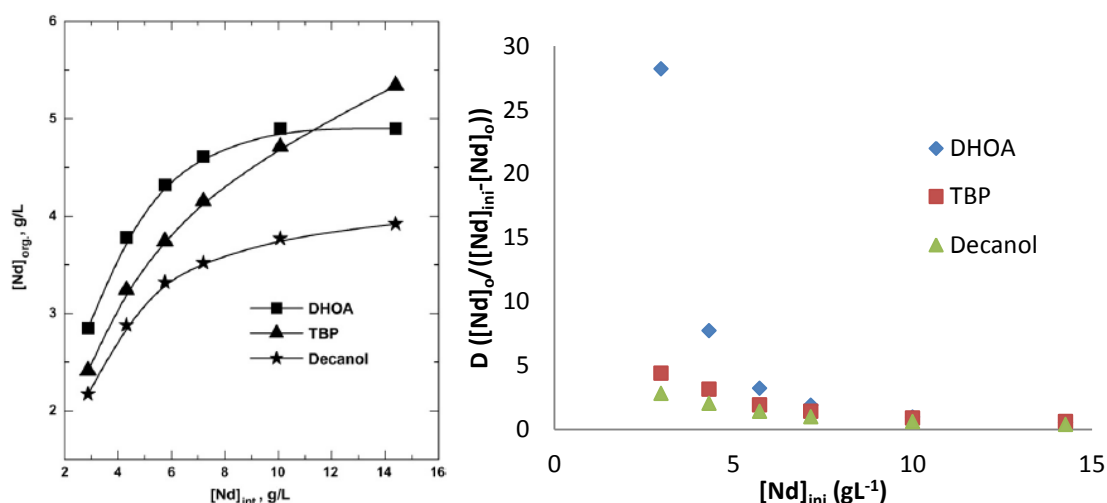 6
5
4
3
2
2 4 6 8 10 12 14 16
[Nd]org., g/L
[Nd]int., g/L
DHOA
TBP
Decanol
30
25
20
15
10
5
0
0 5 10 15
D ([Nd]o/([Nd]ini-[Nd]o))
[Nd]ini (gL-1)
DHOA
TBP
Decanol